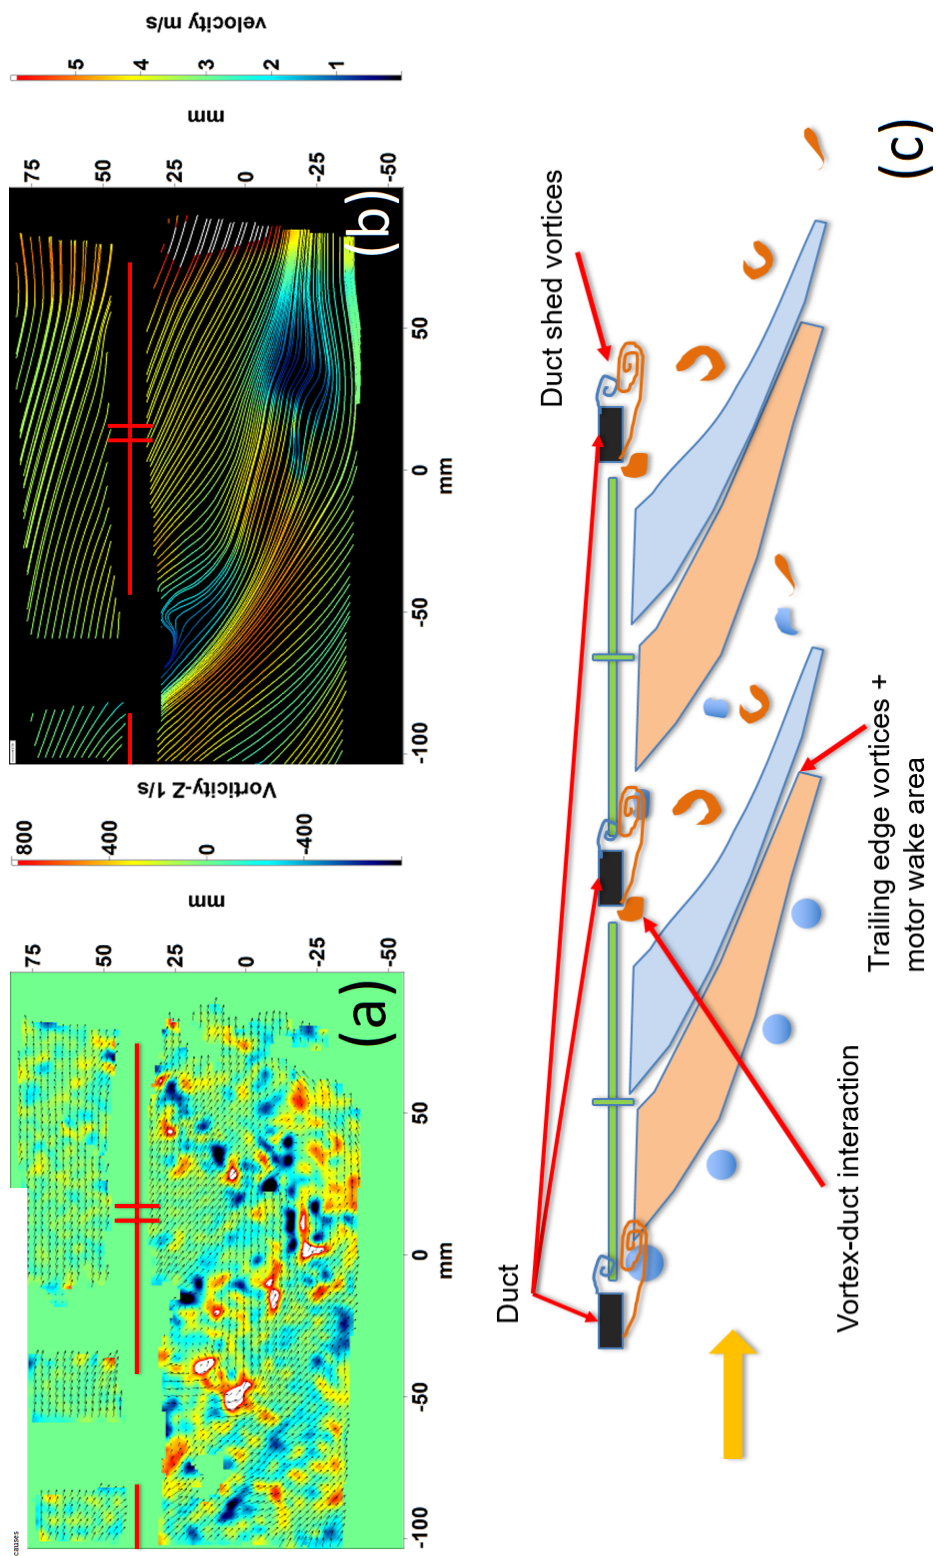 causes
75
50
25
0
-25
-50
-100
-50
0
50
mm
mm
800
400
0
-400
Vorticity-Z 1/s
(a)
75
50
25
0
-25
-50
-100
-50
0
50
mm
mm
5
4
3
2
1
velocity m/s
(b)
Duct
Duct shed vortices
Vortex-duct interaction
Trailing edge vortices +
motor wake area
(c)